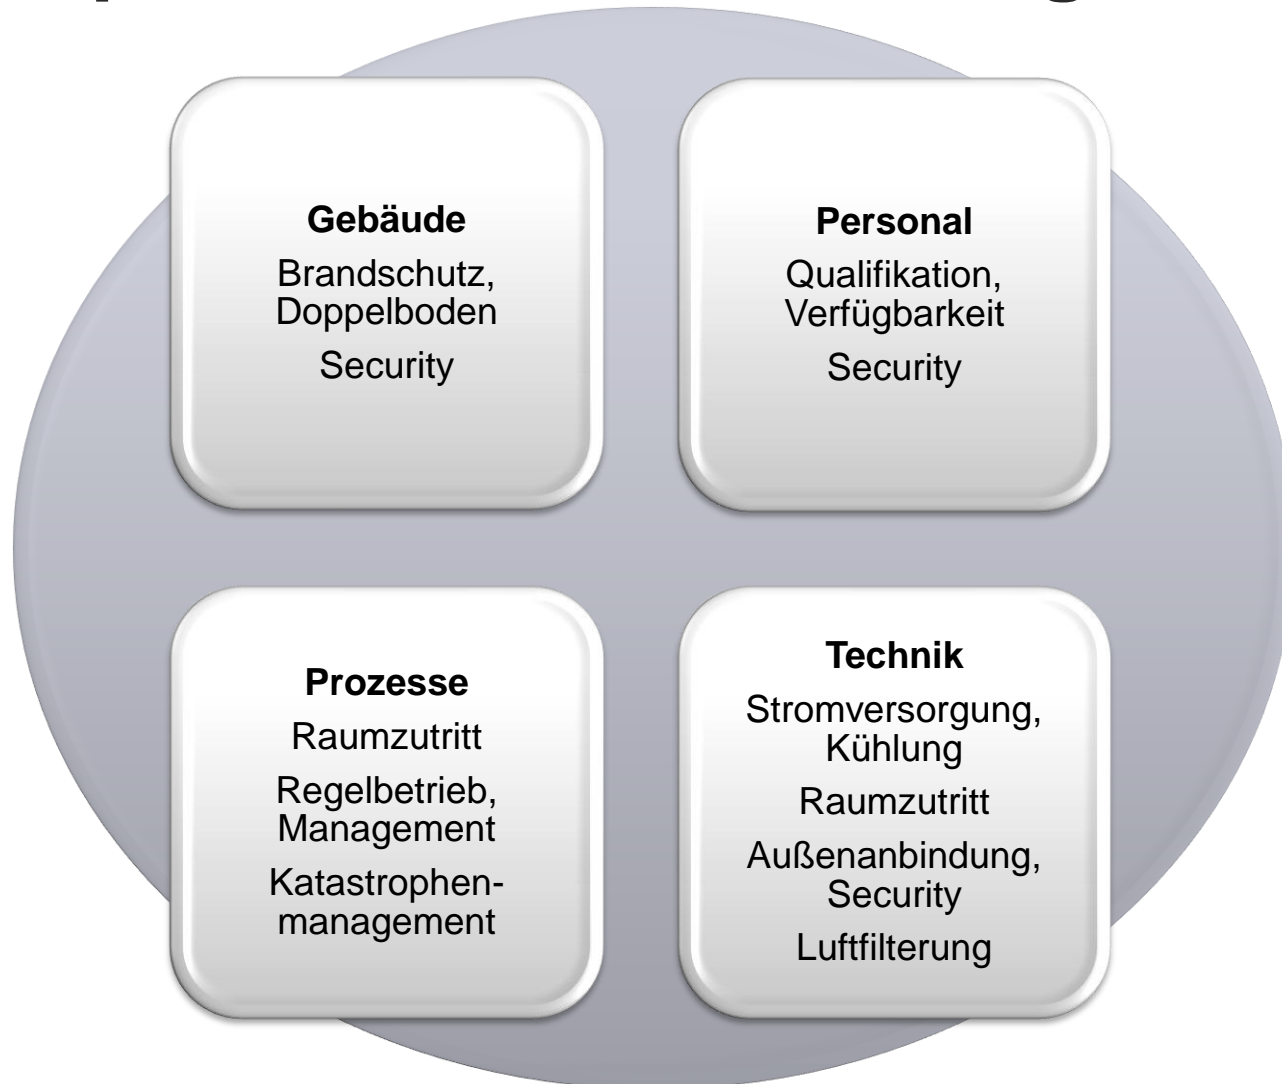 Gebäude
Brandschutz,
Doppelboden
Security
Personal
Qualifikation,
Verfügbarkeit
Security
Prozesse
Raumzutritt
Regelbetrieb,
Management
Katastrophen-
management
Technik
Stromversorgung,
Kühlung
Raumzutritt
Außenanbindung,
Security
Luftfilterung